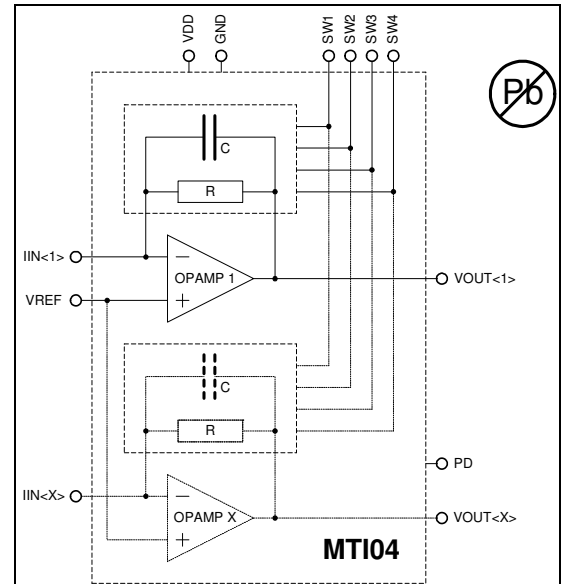 VDD
GND
SW1
SW2
SW3
SW4
Pb
C
R
IIN<1>
OPAMP 1
VOUT<1>
VREF
C
R
PD
IIN<X>
OPAMP X
VOUT<X>
MTI04